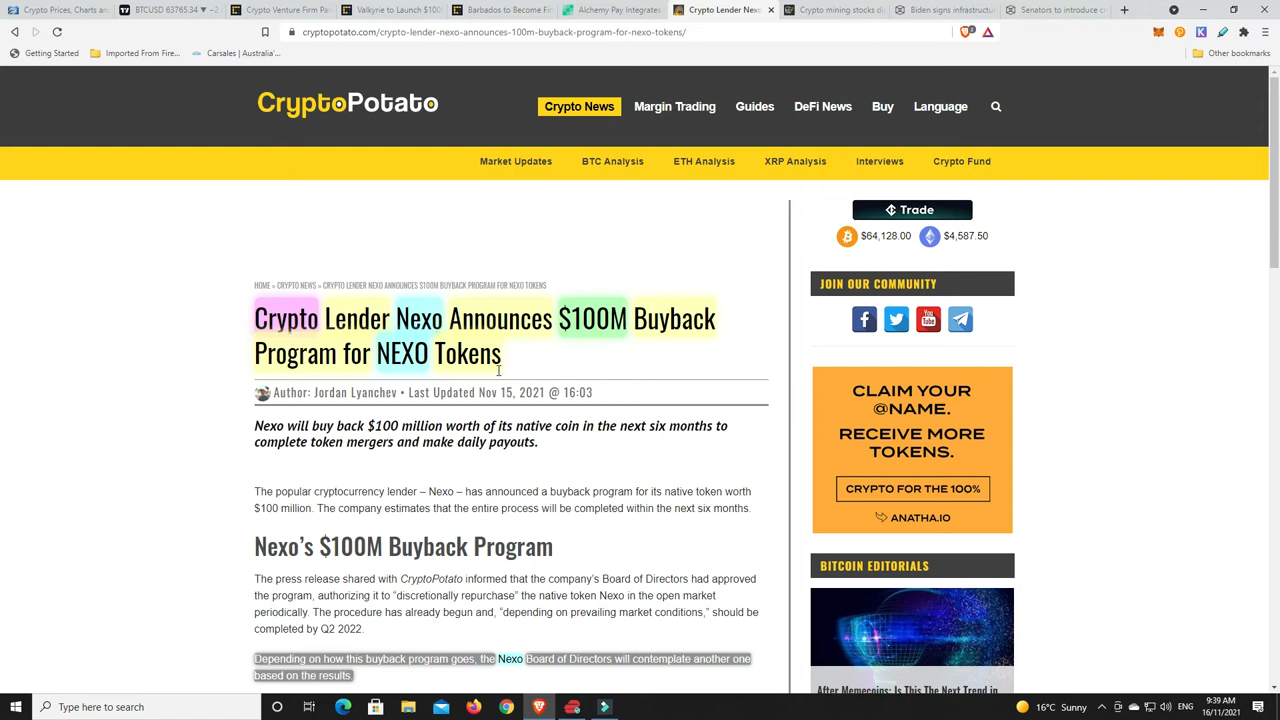 Crypto Prices, Charts and
BTCUSD 63765.34 ▼ −2
Crypto Venture Firm Pa
Valkyrie to Launch $100
Barbados to Become Fi
Alchemy Pay Integrates
Crypto Lender Nexo
Crypto mining stocks di
Biden signs infrastructu
Senators to introduce c
cryptopotato.com/crypto-lender-nexo-announces-100m-buyback-program-for-nexo-tokens/
Getting Started
Imported From Fire...
Carsales | Australia'...
Other bookmarks
CryptoPotato
Crypto News
Margin Trading
Guides
DeFi News
Buy
Language
Market Updates
BTC Analysis
ETH Analysis
XRP Analysis
Interviews
Crypto Fund
Trade
$64,128.00
$4,587.50
HOME » CRYPTO NEWS » CRYPTO LENDER NEXO ANNOUNCES $100M BUYBACK PROGRAM FOR NEXO TOKENS
Crypto Lender Nexo Announces $100M Buyback
Program for NEXO Tokens
Author: Jordan Lyanchev • Last Updated Nov 15, 2021 @ 16:03
Nexo will buy back $100 million worth of its native coin in the next six months to
complete token mergers and make daily payouts.
The popular cryptocurrency lender – Nexo – has announced a buyback program for its native token worth
$100 million. The company estimates that the entire process will be completed within the next six months.
Nexo's $100M Buyback Program
The press release shared with CryptoPotato informed that the company's Board of Directors had approved
the program, authorizing it to "discretionally repurchase" the native token Nexo in the open market
periodically. The procedure has already begun and, "depending on prevailing market conditions," should be
completed by Q2 2022.
Depending on how this buyback program goes, the Nexo Board of Directors will contemplate another one
based on the results.
JOIN OUR COMMUNITY
You
Tube
CLAIM YOUR
@NAME.
RECEIVE MORE
TOKENS.
CRYPTO FOR THE 100%
ANATHA.IO
BITCOIN EDITORIALS
After Memecoins: Is This The Next Trend in
Type here to search
16°C Sunny
9:39 AM
16/11/2021